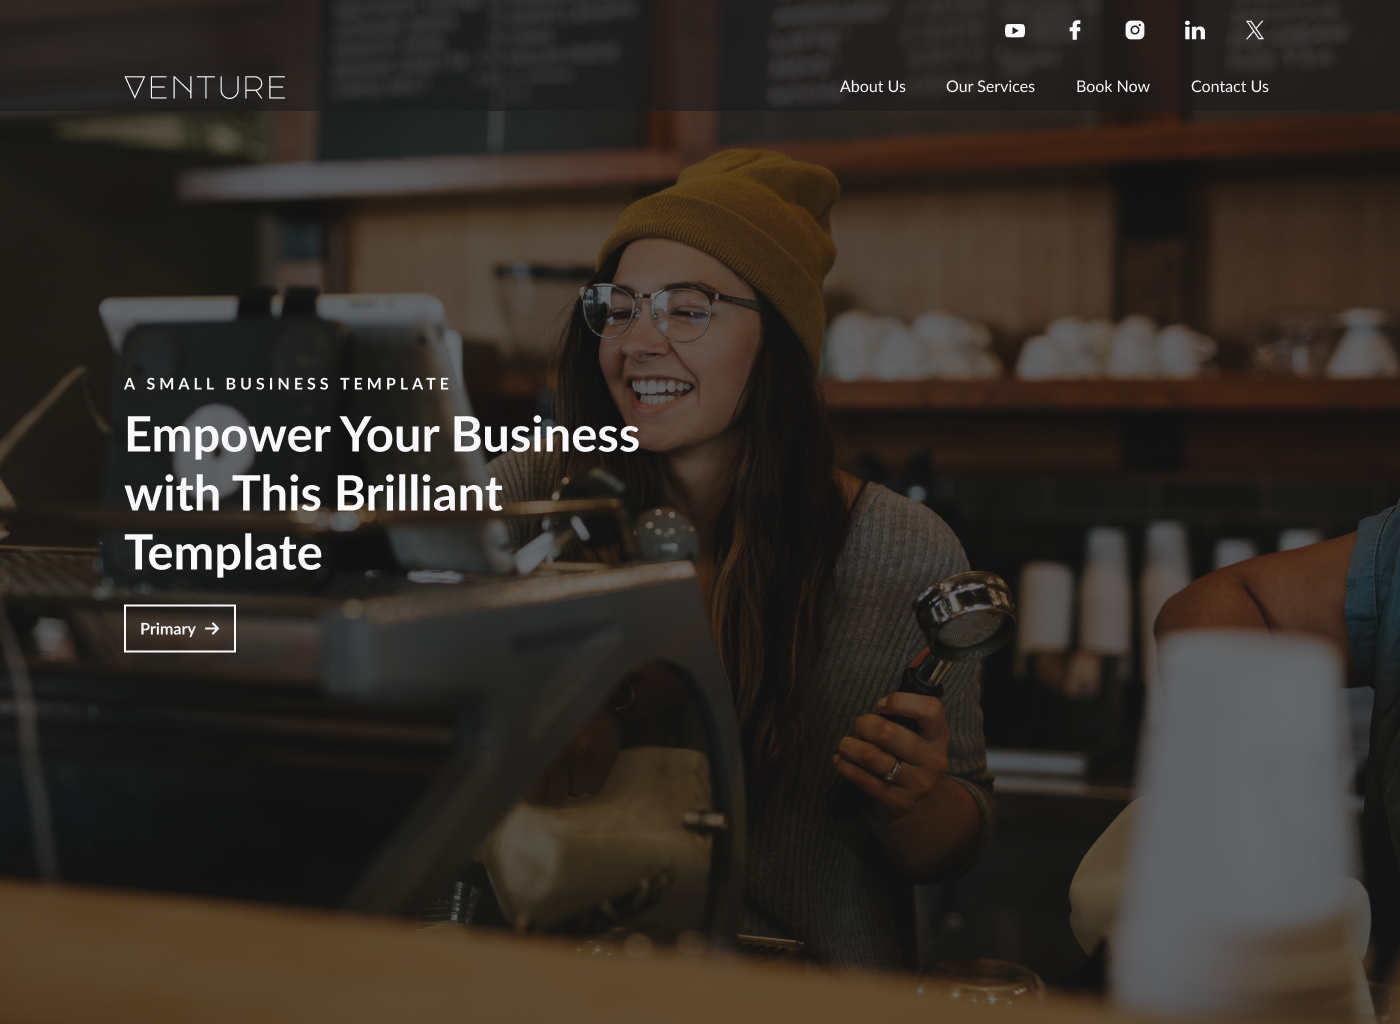 VENTURE
About Us
Our Services
Book Now
Contact Us
A SMALL BUSINESS TEMPLATE
Empower Your Business
with This Brilliant
Template
Primary